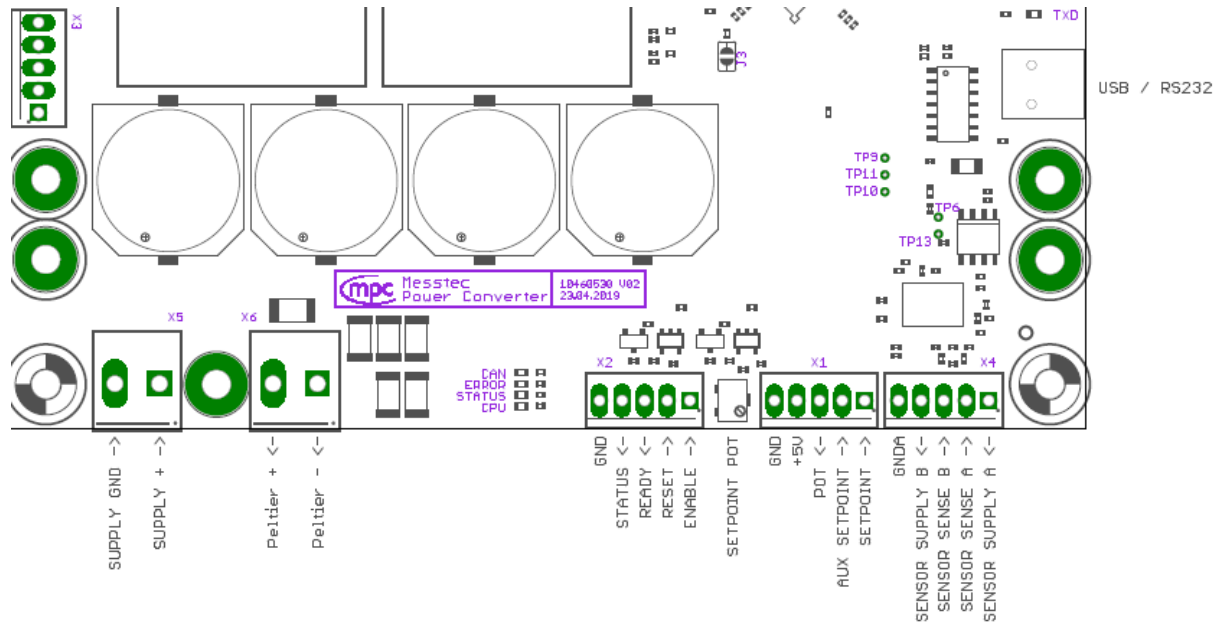 TXD
X3
J3
USB / RS232
TP9
TP11
TP10
TP6
TP13
mpc
Messtec
Power Converter
10460530 V02
23.04.2019
X5
X6
X2
X1
X4
CAN
ERROR
STATUS
CPU
SUPPLY GND ->
SUPPLY + ->
Peltier + <-
Peltier - <-
GND
STATUS <-
READY <-
RESET ->
ENABLE ->
SETPOINT POT
GND
+5V
POT <-
AUX SETPOINT ->
SETPOINT ->
GNDA
SENSOR SUPPLY B <-
SENSOR SENSE B ->
SENSOR SENSE A ->
SENSOR SUPPLY A <-